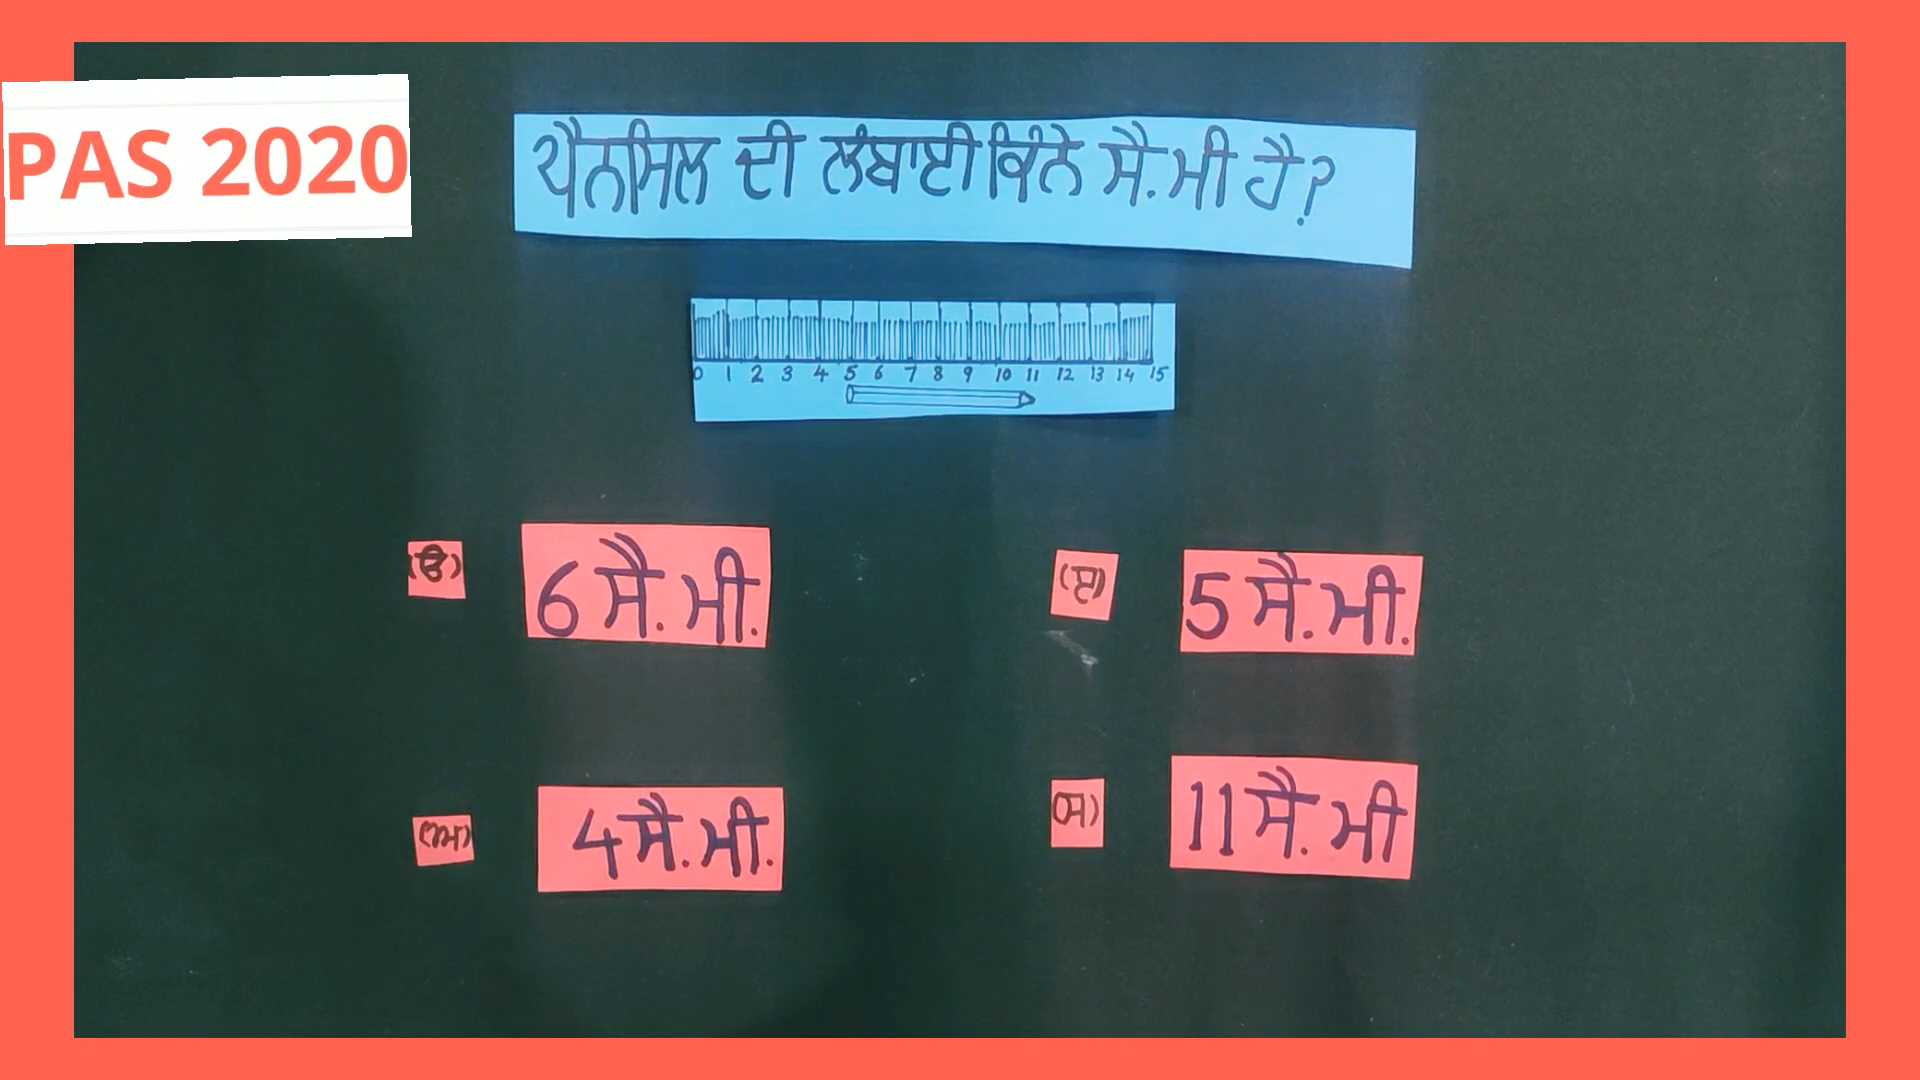 PAS 2020
ਪੈਨਸਿਲ ਦੀ ਲੰਬਾਈ ਕਿੰਨੇ ਸੈ.ਮੀ ਹੈ?
0 1 2 3 4 5 6 7 8 9 10 11 12 13 14 15
(ੳ) 6 ਸੈ. ਮੀ.
(ੲ) 5 ਸੈ. ਮੀ.
(ਅ) 4 ਸੈ. ਮੀ.
(ਸ) 11 ਸੈ. ਮੀ